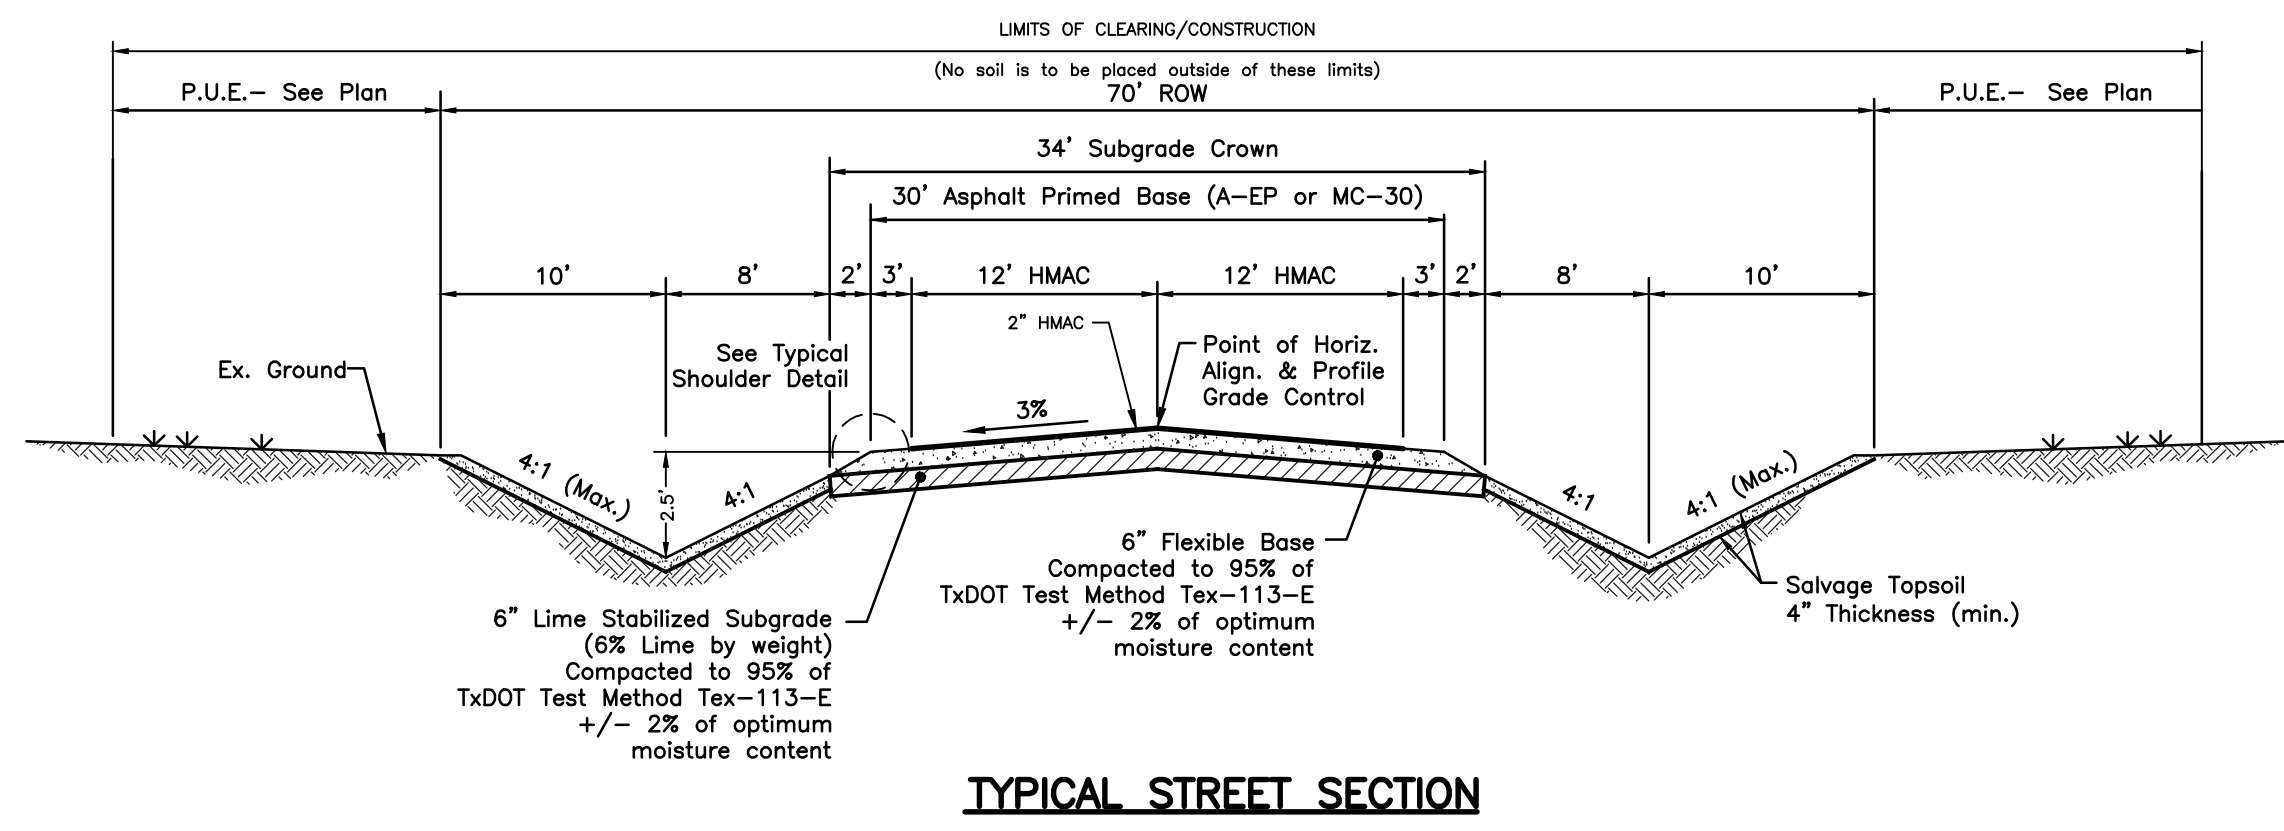 LIMITS OF CLEARING/CONSTRUCTION
(No soil is to be placed outside of these limits)
P.U.E.- See Plan
70' ROW
P.U.E.- See Plan
34' Subgrade Crown
30' Asphalt Primed Base (A-EP or MC-30)
10'
8'
2'
3'
12' HMAC
12' HMAC
3'
2'
8'
10'
2" HMAC
See Typical
Shoulder Detail
Point of Horiz.
Align. & Profile
Grade Control
Ex. Ground
3%
4:1 (Max.)
2.5'
4:1
4:1
4:1 (Max.)
6" Flexible Base
Compacted to 95% of
TxDOT Test Method Tex-113-E
+/- 2% of optimum
moisture content
Salvage Topsoil
4" Thickness (min.)
6" Lime Stabilized Subgrade
(6% Lime by weight)
Compacted to 95% of
TxDOT Test Method Tex-113-E
+/- 2% of optimum
moisture content
TYPICAL STREET SECTION